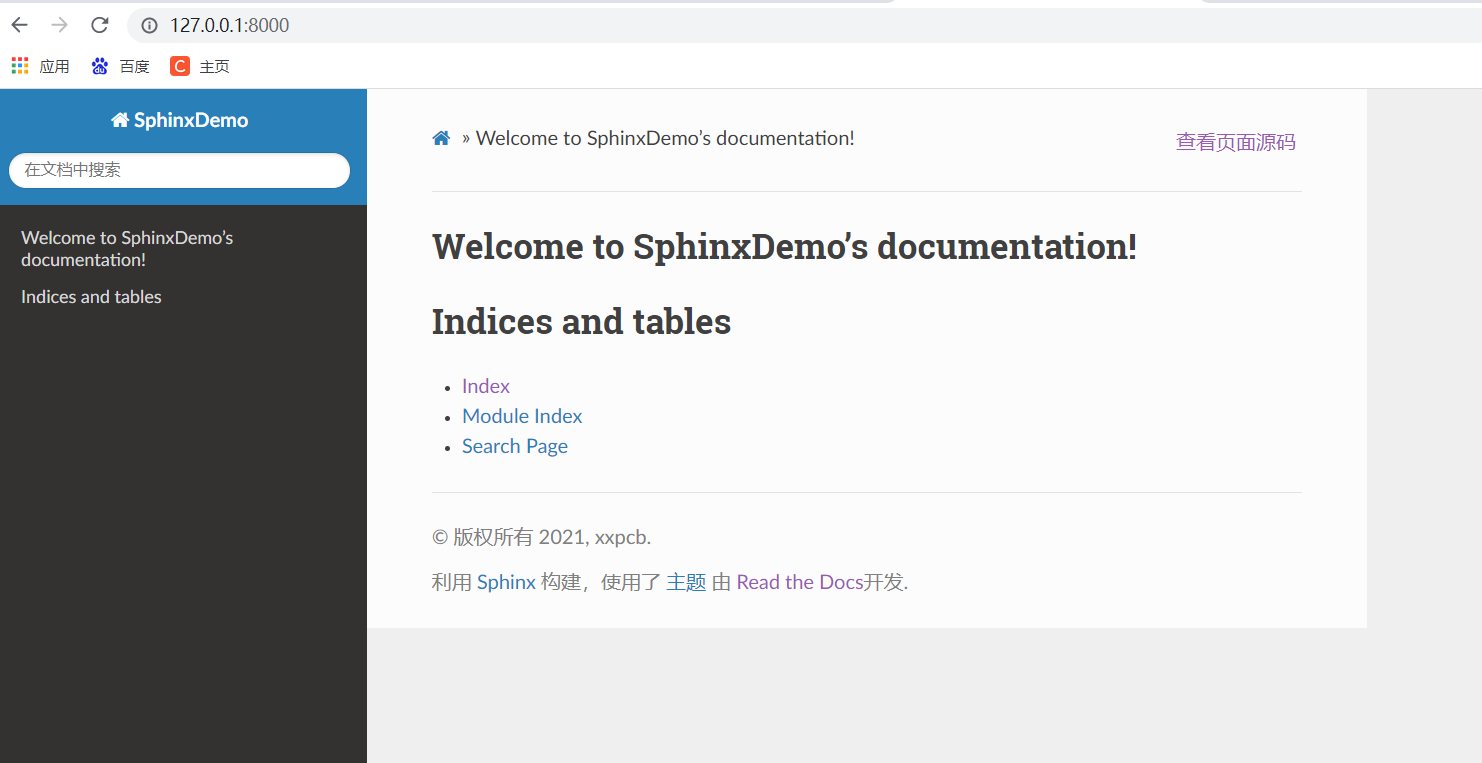 127.0.0.1:8000
应用 百度 主页
SphinxDemo
在文档中搜索
Welcome to SphinxDemo’s
documentation!
Indices and tables
» Welcome to SphinxDemo’s documentation!
查看页面源码
Welcome to SphinxDemo’s documentation!
Indices and tables
• Index
• Module Index
• Search Page
© 版权所有 2021, xxpcb.
利用 Sphinx 构建，使用了 主题 由 Read the Docs开发.